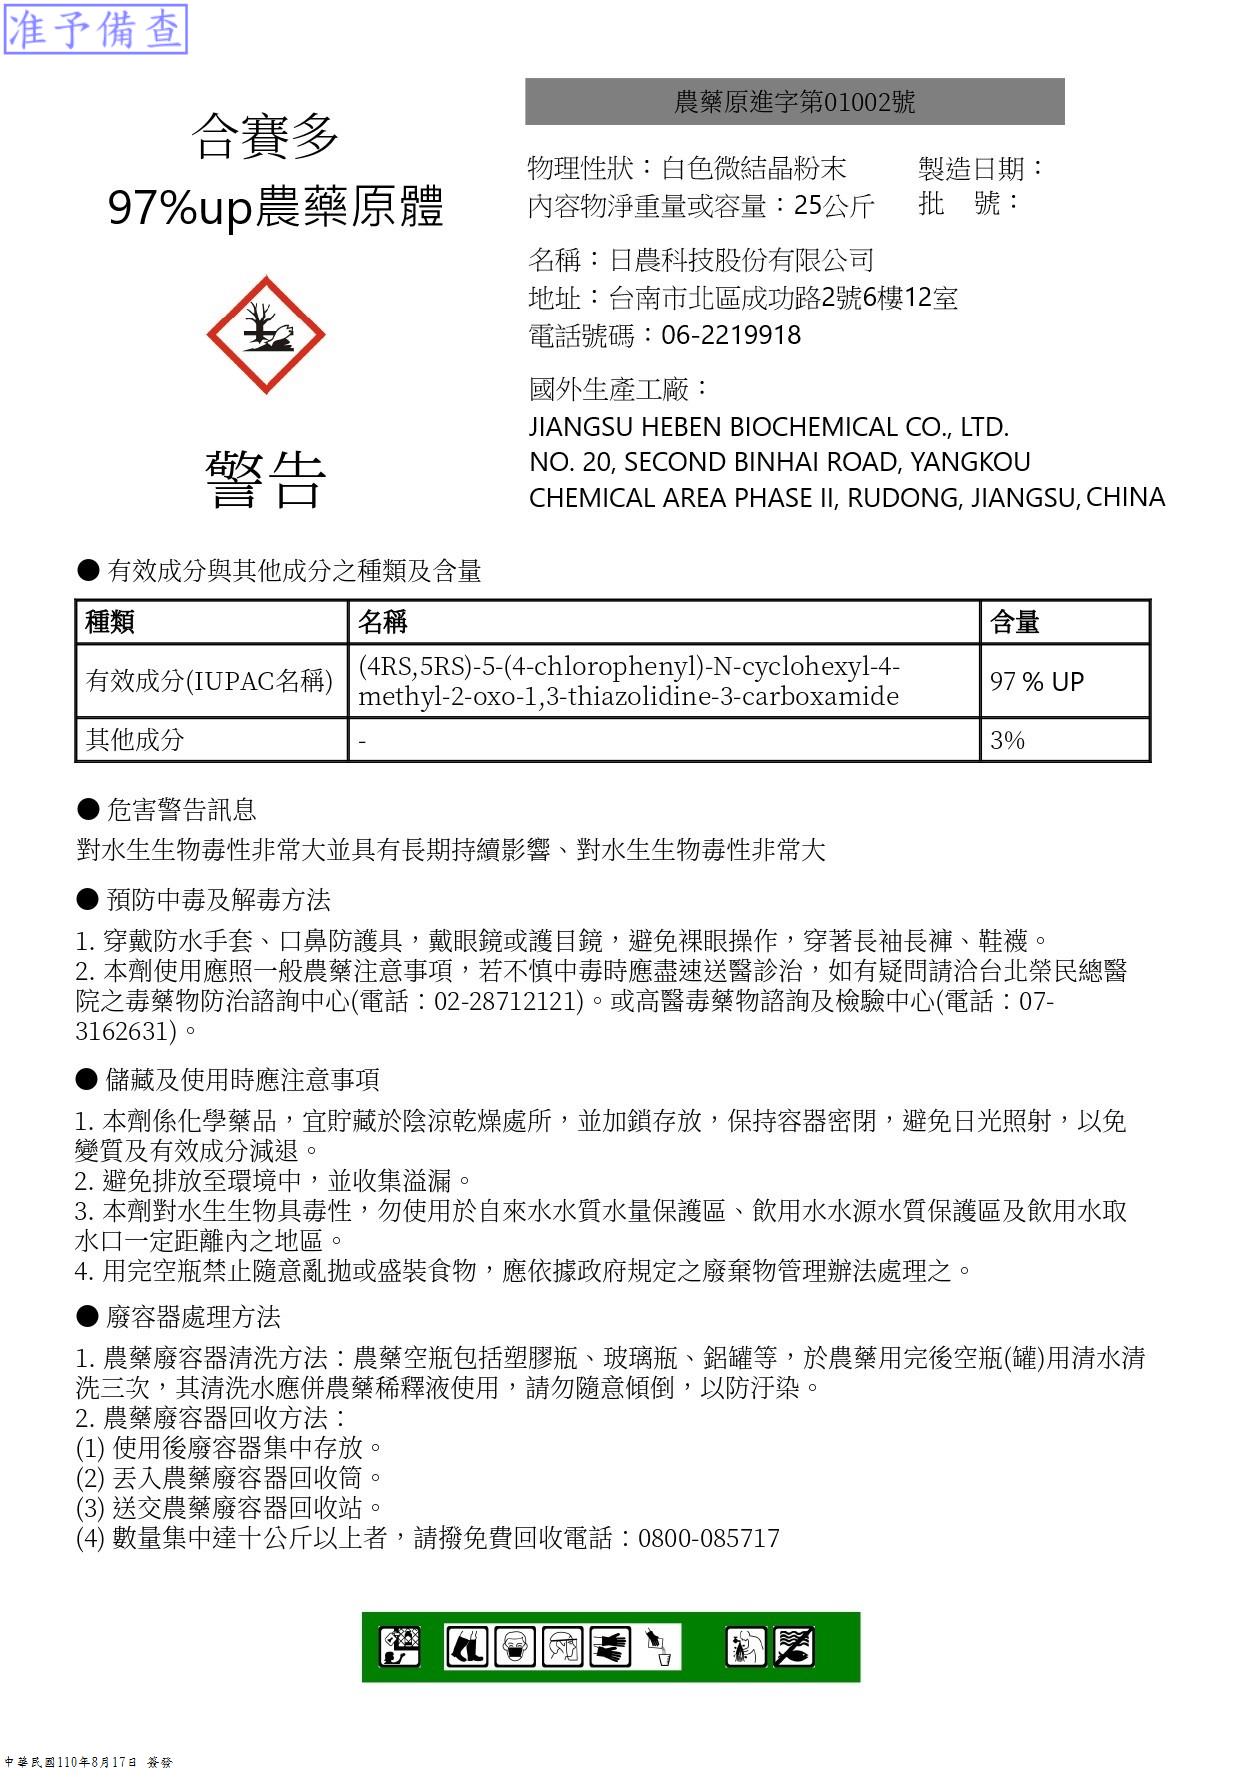 准予備查
農藥原進字第01002號
合賽多
97%up農藥原體
警告
物理性狀：白色微結晶粉末
製造日期：
內容物淨重量或容量：25公斤
批 號：
名稱：日農科技股份有限公司
地址：台南市北區成功路2號6樓12室
電話號碼：06-2219918
國外生產工廠：
JIANGSU HEBEN BIOCHEMICAL CO., LTD.
NO. 20, SECOND BINHAI ROAD, YANGKOU
CHEMICAL AREA PHASE II, RUDONG, JIANGSU, CHINA
● 有效成分與其他成分之種類及含量
種類 名稱 含量
有效成分(IUPAC名稱) (4RS,5RS)-5-(4-chlorophenyl)-N-cyclohexyl-4-
methyl-2-oxo-1,3-thiazolidine-3-carboxamide 97 % UP
其他成分 - 3%
● 危害警告訊息
對水生生物毒性非常大並具有長期持續影響、對水生生物毒性非常大
● 預防中毒及解毒方法
1. 穿戴防水手套、口鼻防護具，戴眼鏡或護目鏡，避免裸眼操作，穿著長袖長褲、鞋襪。
2. 本劑使用應照一般農藥注意事項，若不慎中毒時應盡速送醫診治，如有疑問請洽台北榮民總醫
院之毒藥物防治諮詢中心(電話：02-28712121)。或高醫毒藥物諮詢及檢驗中心(電話：07-
3162631)。
● 儲藏及使用時應注意事項
1. 本劑係化學藥品，宜貯藏於陰涼乾燥處所，並加鎖存放，保持容器密閉，避免日光照射，以免
變質及有效成分減退。
2. 避免排放至環境中，並收集溢漏。
3. 本劑對水生生物具毒性，勿使用於自來水水質水量保護區、飲用水水源水質保護區及飲用水取
水口一定距離內之地區。
4. 用完空瓶禁止隨意亂拋或盛裝食物，應依據政府規定之廢棄物管理辦法處理之。
● 廢容器處理方法
1. 農藥廢容器清洗方法：農藥空瓶包括塑膠瓶、玻璃瓶、鋁罐等，於農藥用完後空瓶(罐)用清水清
洗三次，其清洗水應併農藥稀釋液使用，請勿隨意傾倒，以防汙染。
2. 農藥廢容器回收方法：
(1) 使用後廢容器集中存放。
(2) 丟入農藥廢容器回收筒。
(3) 送交農藥廢容器回收站。
(4) 數量集中達十公斤以上者，請撥免費回收電話：0800-085717
中華民國110年8月17日 簽發